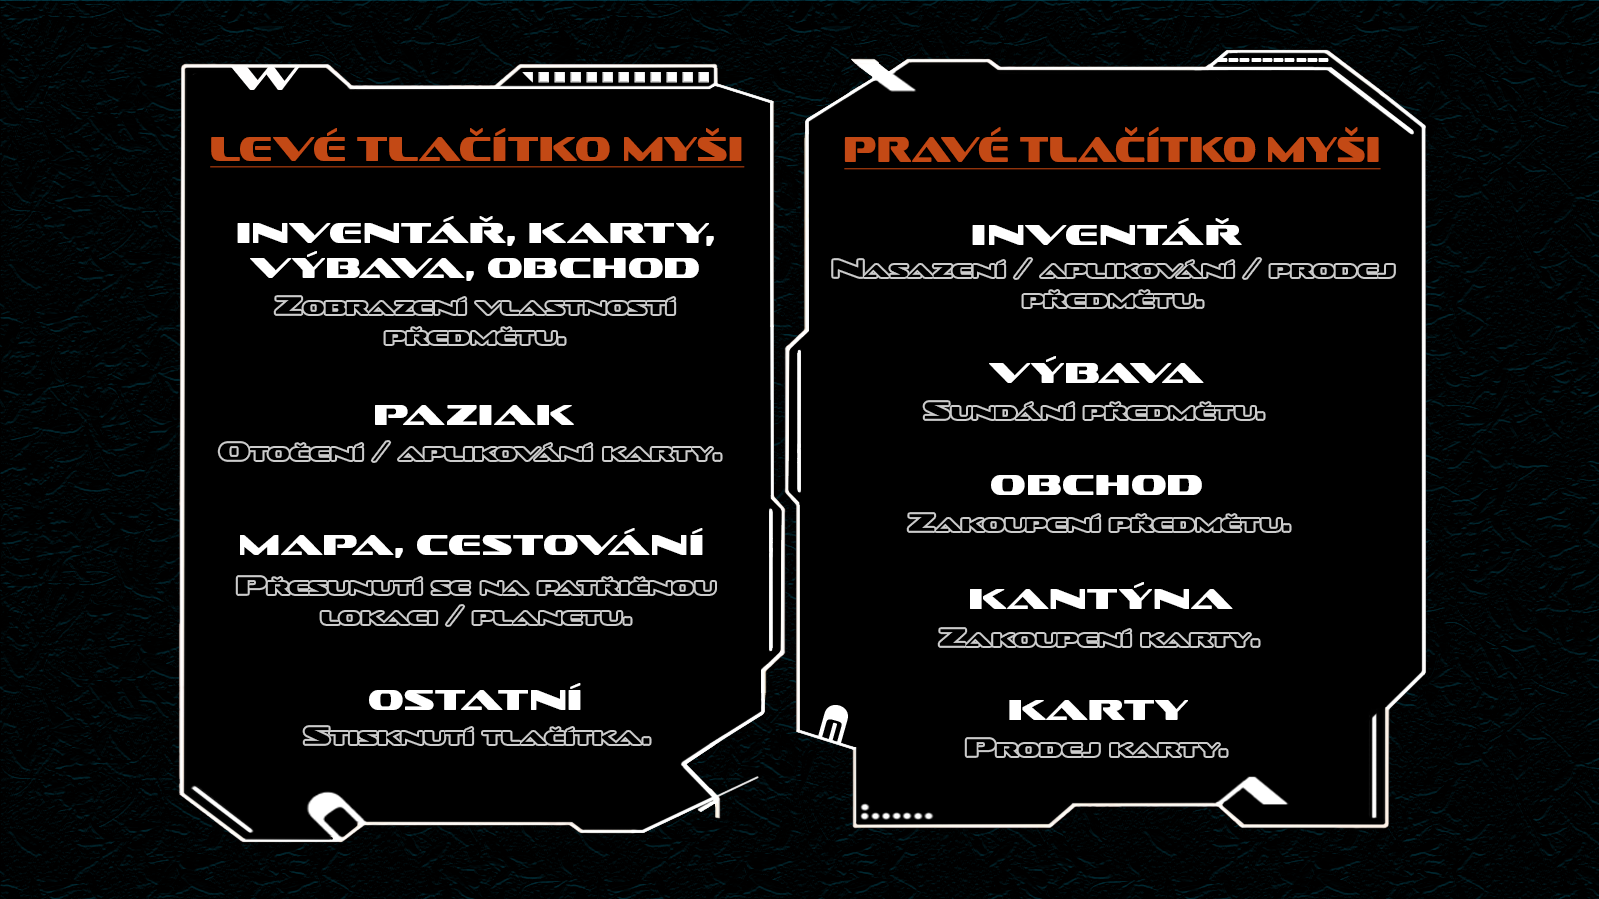 LEVÉ TLAČÍTKO MYŠI
INVENTÁŘ, KARTY,
VÝBAVA, OBCHOD
Zobrazení vlastností
předmětu.
PAZIAK
Otočení / aplikování karty.
MAPA, CESTOVÁNÍ
Přesunutí se na patřičnou
lokaci / planetu.
OSTATNÍ
Stisknutí tlačítka.
PRAVÉ TLAČÍTKO MYŠI
INVENTÁŘ
Nasazení / aplikování / prodej
předmětu.
VÝBAVA
Sundání předmětu.
OBCHOD
Zakoupení předmětu.
KANTÝNA
Zakoupení karty.
KARTY
Prodej karty.